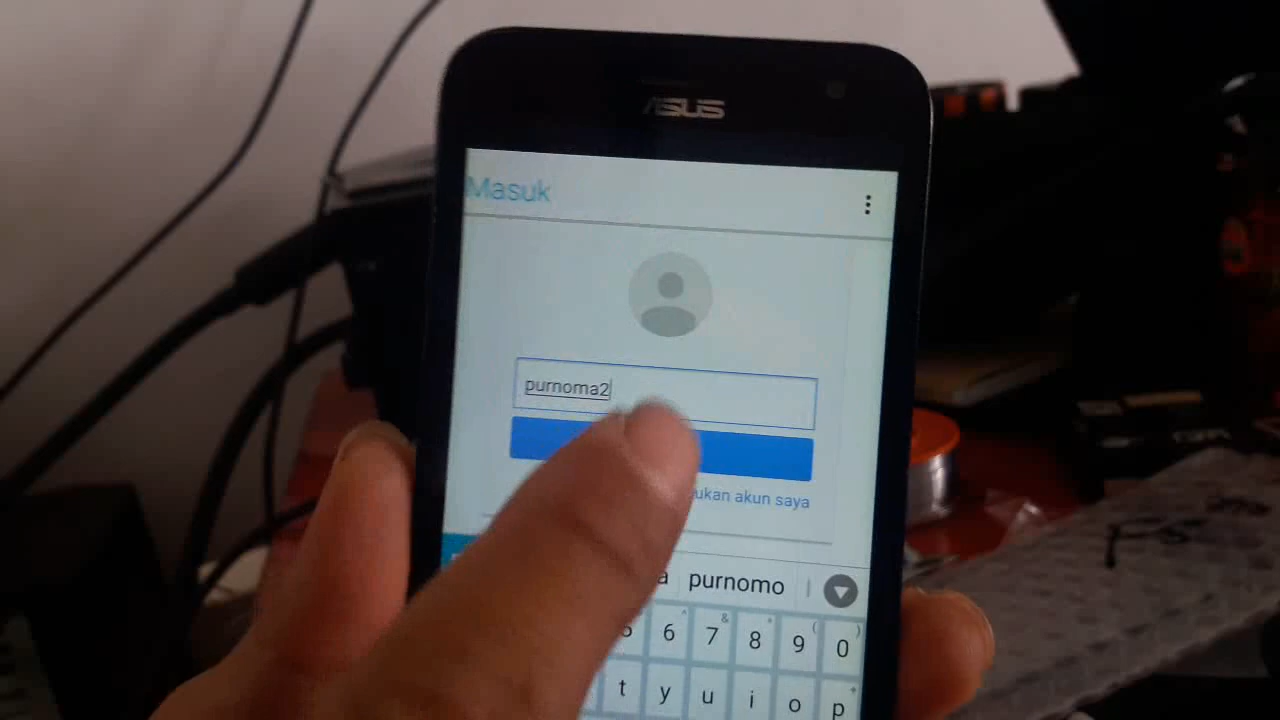 ASUS
Masuk
purnoma2
ukan akun saya
a purnomo
6 7 8 9 0
t y u i o p